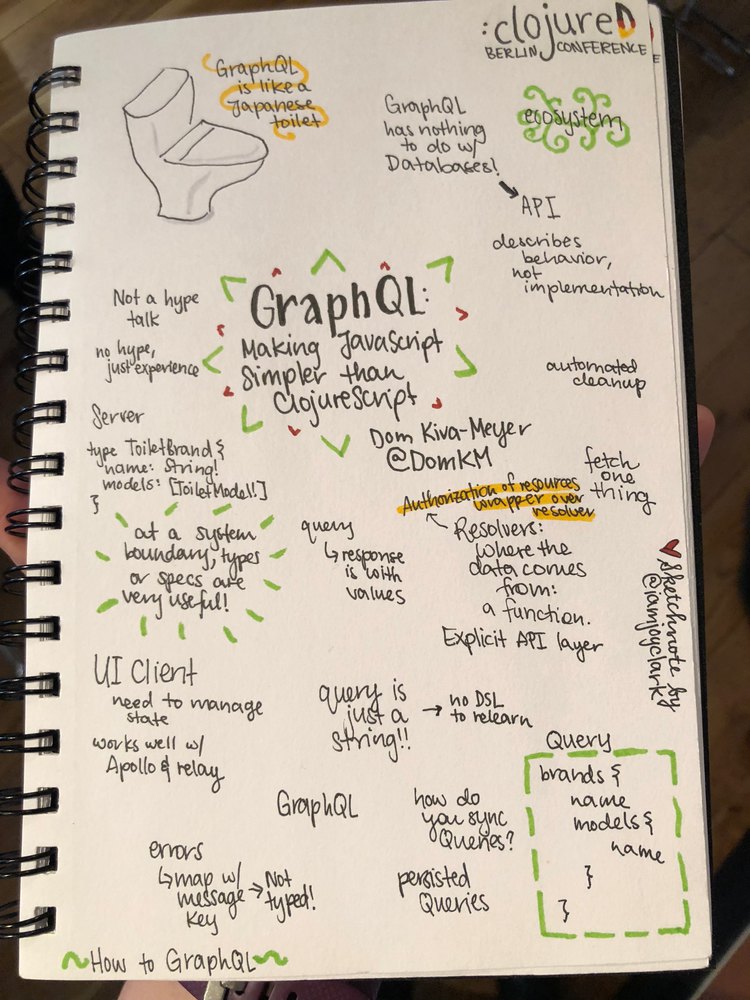 :clojureD
BERLIN CONFERENCE
GraphQL
is like a
Japanese
toilet
GraphQL
has nothing
to do w/
Databases!
ecosystem
API
describes
behavior,
not
implementation
Not a hype
talk
no hype,
just experience
GraphQL:
Making JavaScript
Simpler than
ClojureScript
Dom Kiva-Meyer
@DomKM
automated
cleanup
Server
type ToiletBrand {
name: String!
models: [ToiletModel!]
}
fetch
one
thing
Authorization of resources
wrapper over
resolver
at a system
boundary, types
or specs are
very useful!
query
↳ response
is with
values
Resolvers:
where the
data comes
from:
a function.
Explicit API layer
♥ Sketchnote by
@iamjoyclark
UI Client
need to manage
state
works well w/
Apollo & relay
query is
just a
string!!
→ no DSL
to relearn
Query
brands {
name
models {
name
}
}
GraphQL
how do
you sync
Queries?
errors
↳ map w/
message
key
→ Not
typed!
persisted
Queries
~How to GraphQL~